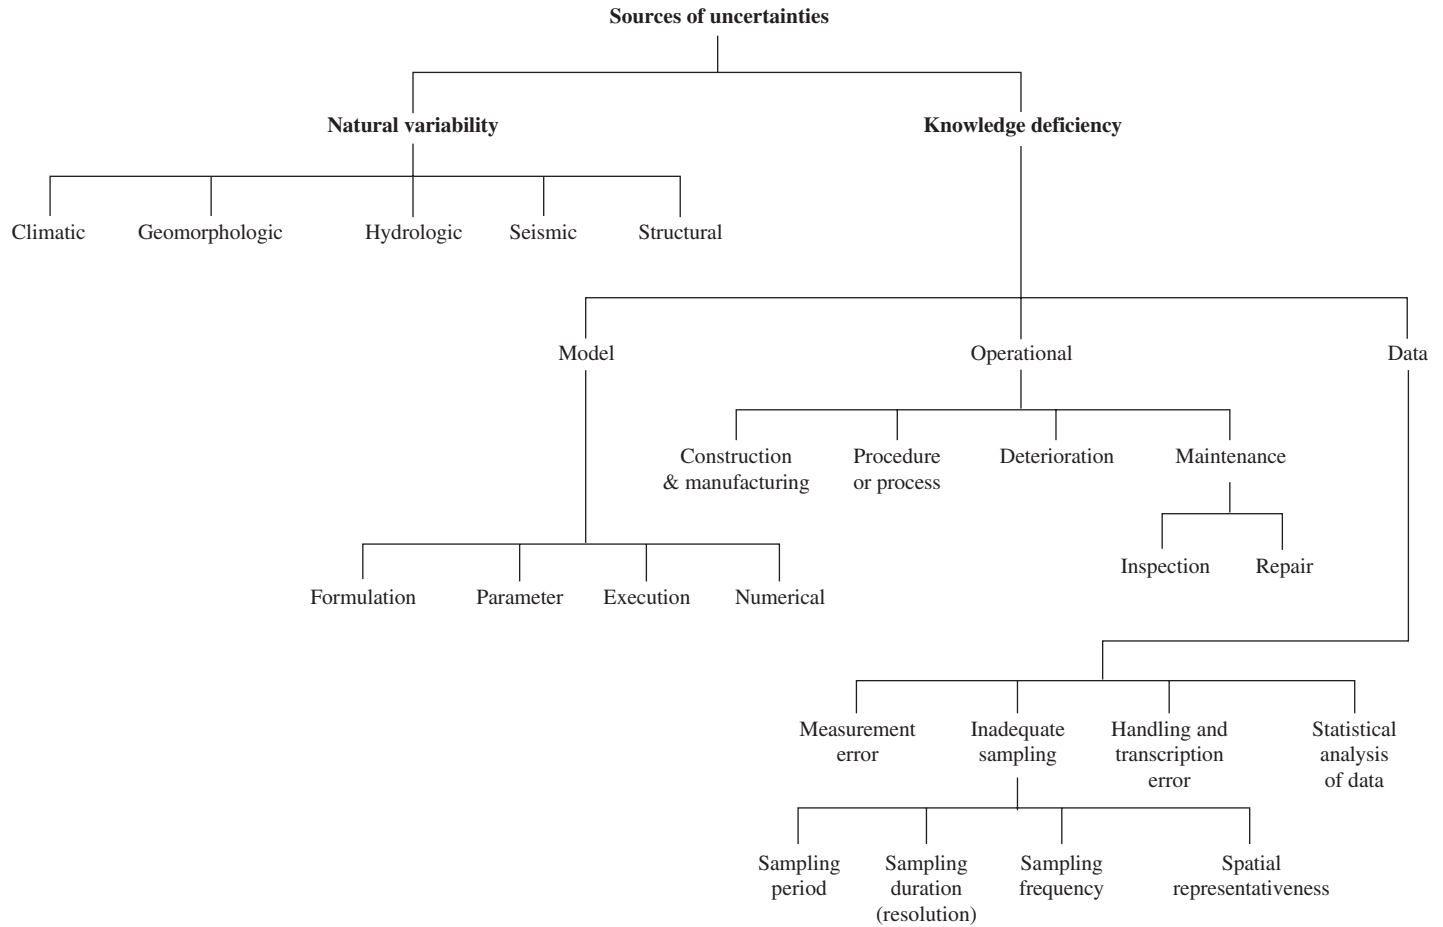 Sources of uncertainties
Natural variability
Knowledge deficiency
Climatic
Geomorphologic
Hydrologic
Seismic
Structural
Model
Operational
Data
Construction
& manufacturing
Procedure
or process
Deterioration
Maintenance
Inspection
Repair
Formulation
Parameter
Execution
Numerical
Measurement
error
Inadequate
sampling
Handling and
transcription
error
Statistical
analysis
of data
Sampling
period
Sampling
duration
(resolution)
Sampling
frequency
Spatial
representativeness